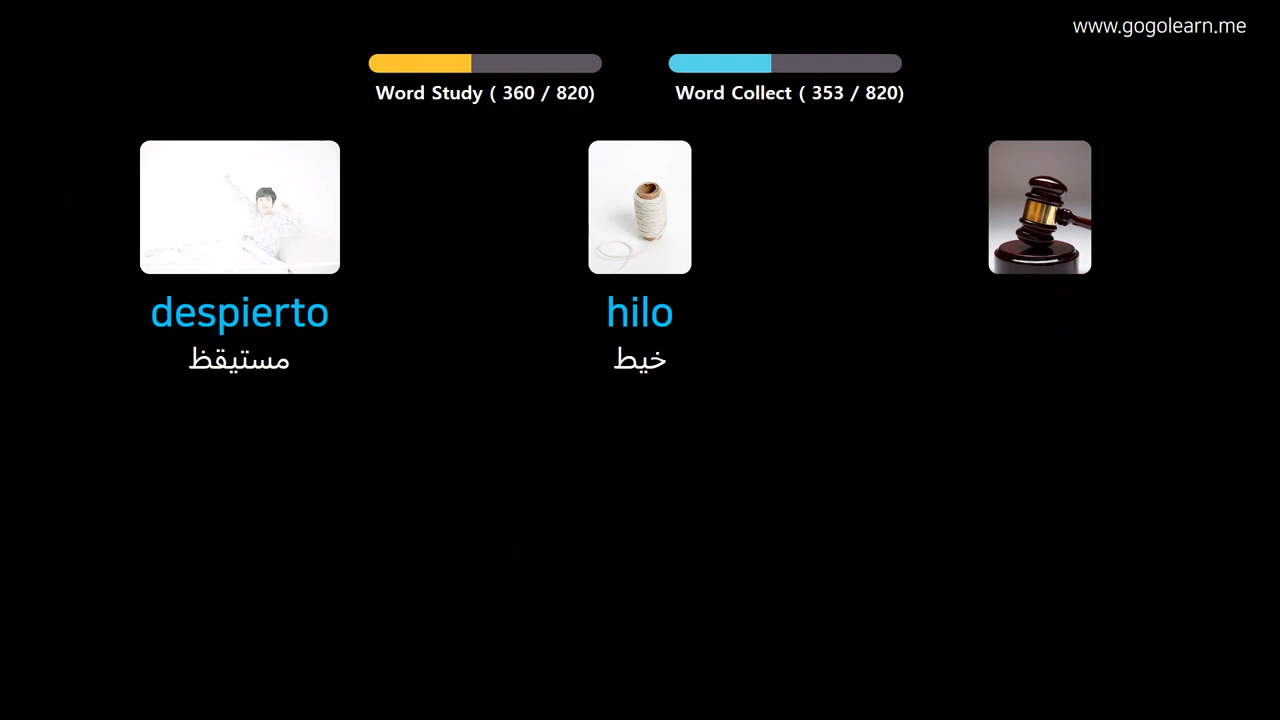 www.gogolearn.me
Word Study ( 360 / 820)
Word Collect ( 353 / 820)
despierto
مستيقظ
hilo
خيط